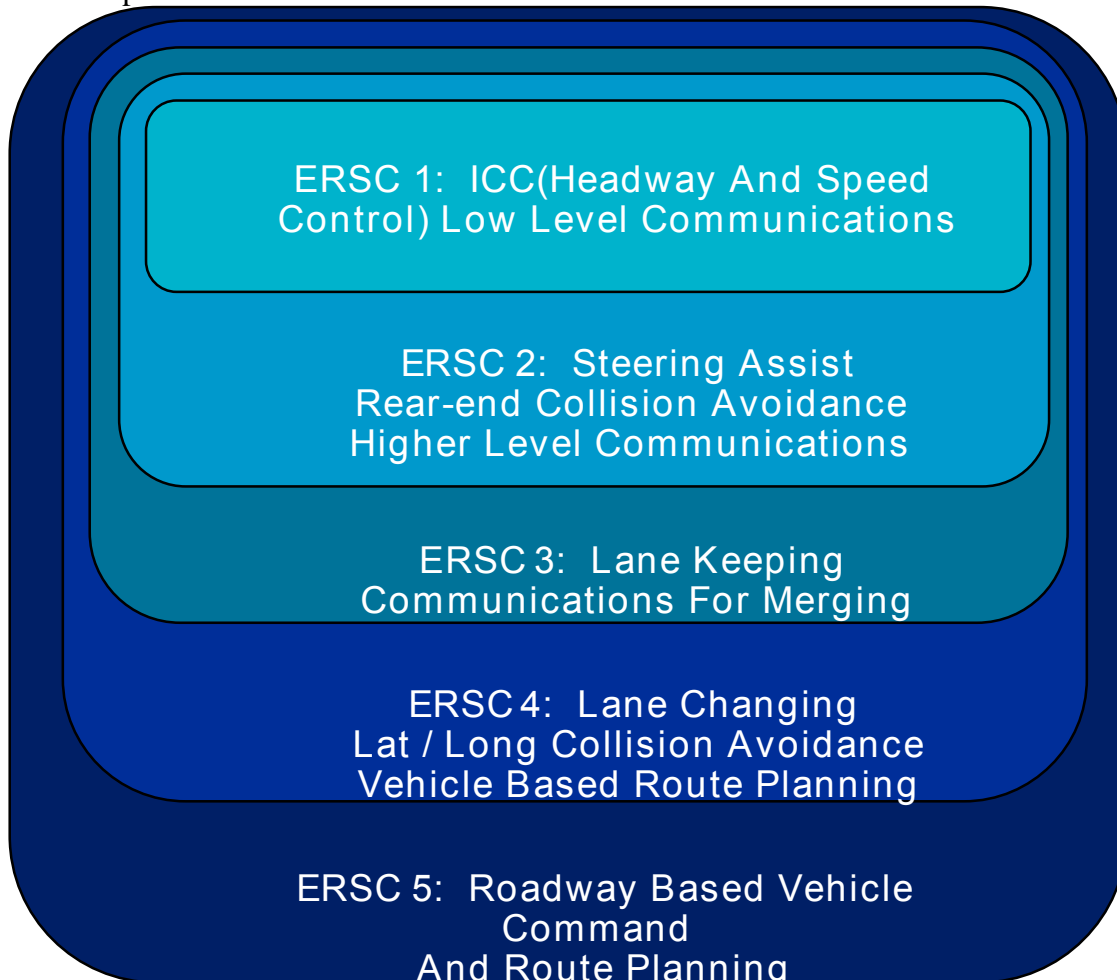 ERSC 1: ICC(Headway And Speed
Control) Low Level Communications
ERSC 2: Steering Assist
Rear-end Collision Avoidance
Higher Level Communications
ERSC 3: Lane Keeping
Communications For Merging
ERSC 4: Lane Changing
Lat / Long Collision Avoidance
Vehicle Based Route Planning
ERSC 5: Roadway Based Vehicle
Command
And Route Planning